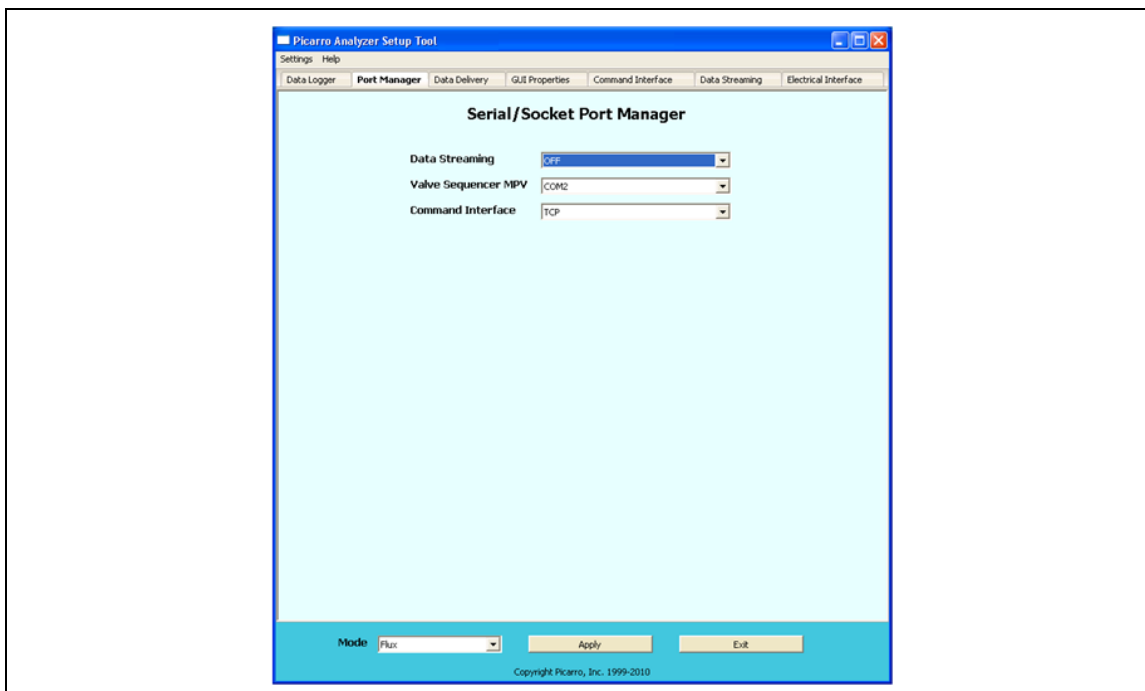 Picarro Analyzer Setup Tool
Settings Help
Data Logger Port Manager Data Delivery GUI Properties Command Interface Data Streaming Electrical Interface
Serial/Socket Port Manager
Data Streaming OFF
Valve Sequencer MPV COM2
Command Interface TCP
Mode Flux Apply Exit
Copyright Picarro, Inc. 1999-2010